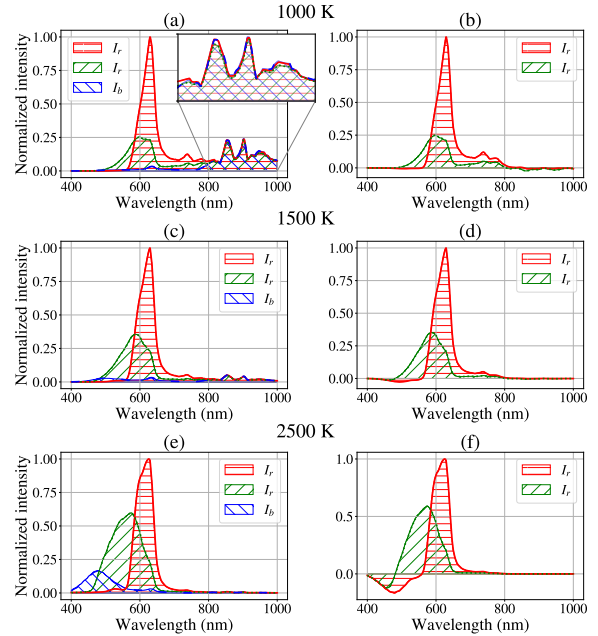 1000 K
(a)
(b)
Normalized intensity
1.00
0.75
0.50
0.25
0.00
I_r
I_r
I_b
400
600
800
1000
Wavelength (nm)
1.00
0.75
0.50
0.25
0.00
I_r
I_r
400
600
800
1000
Wavelength (nm)
1500 K
(c)
(d)
Normalized intensity
1.00
0.75
0.50
0.25
0.00
I_r
I_r
I_b
400
600
800
1000
Wavelength (nm)
1.00
0.75
0.50
0.25
0.00
I_r
I_r
400
600
800
1000
Wavelength (nm)
2500 K
(e)
(f)
Normalized intensity
1.00
0.75
0.50
0.25
0.00
I_r
I_r
I_b
400
600
800
1000
Wavelength (nm)
1.0
0.5
0.0
I_r
I_r
400
600
800
1000
Wavelength (nm)